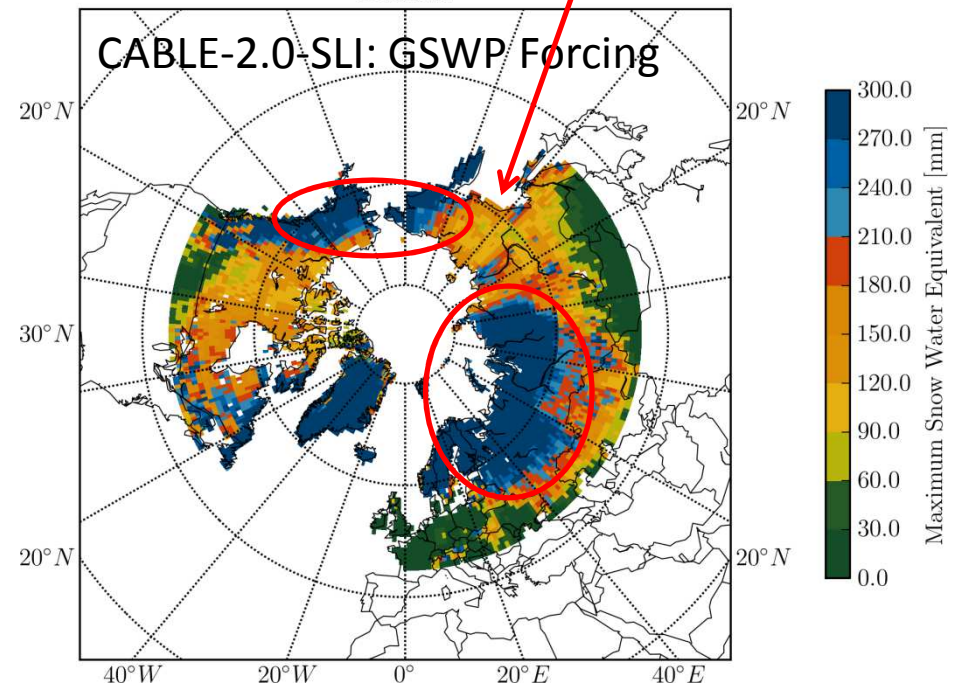 CABLE-2.0-SLI: GSWP Forcing
20°N
20°N
30°N
30°N
20°N
20°N
40°W
20°W
0°
20°E
40°E
300.0
270.0
240.0
210.0
180.0
150.0
120.0
90.0
60.0
30.0
0.0
Maximum Snow Water Equivalent [mm]